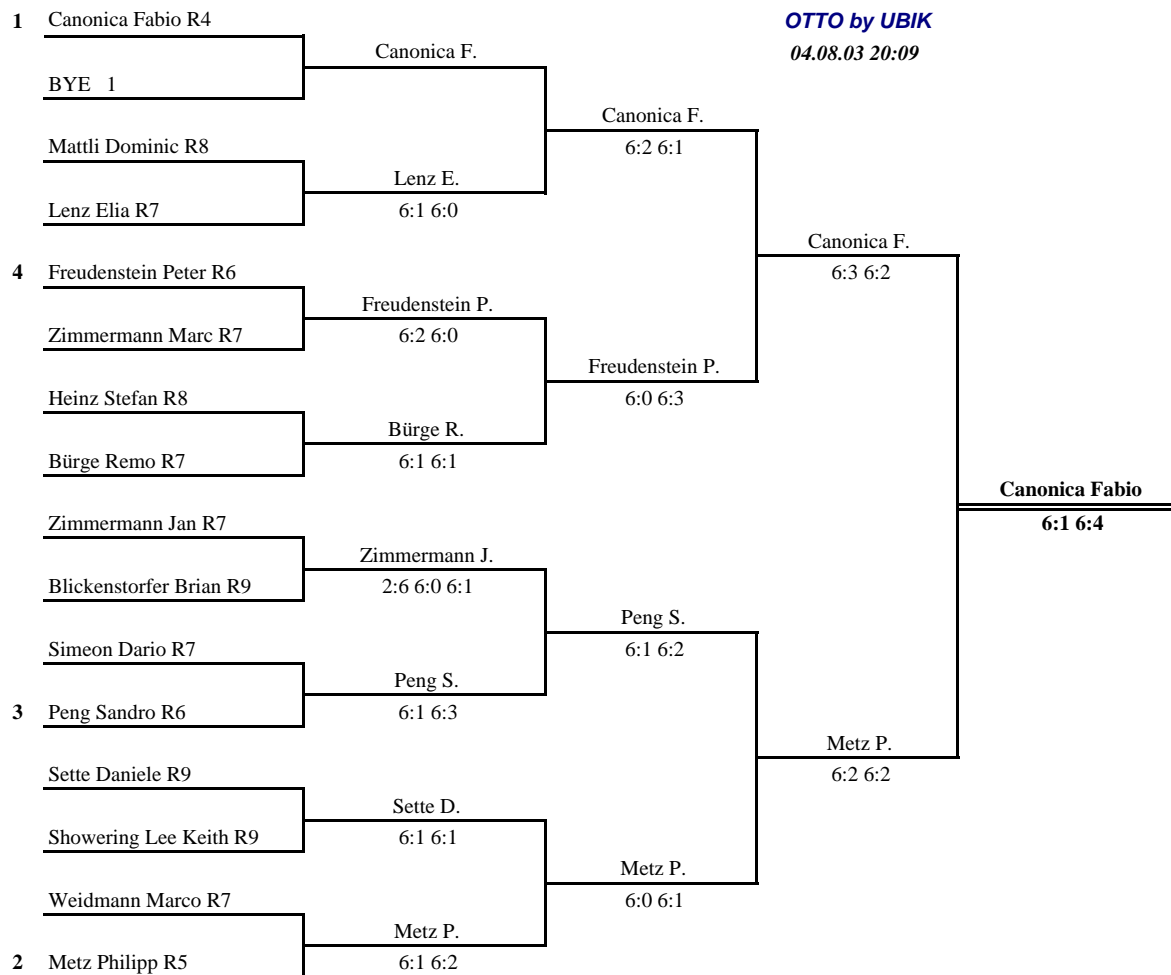 1 Canonica Fabio R4
OTTO by UBIK
Canonica F.
04.08.03 20:09
BYE 1
Canonica F.
6:2 6:1
Mattli Dominic R8
Lenz E.
6:1 6:0
Lenz Elia R7
Canonica F.
6:3 6:2
4 Freudenstein Peter R6
Freudenstein P.
6:2 6:0
Zimmermann Marc R7
Freudenstein P.
6:0 6:3
Heinz Stefan R8
Bürge R.
6:1 6:1
Bürge Remo R7
Canonica Fabio
6:1 6:4
Zimmermann Jan R7
Zimmermann J.
2:6 6:0 6:1
Blickenstorfer Brian R9
Peng S.
6:1 6:2
Simeon Dario R7
Peng S.
6:1 6:3
3 Peng Sandro R6
Metz P.
6:2 6:2
Sette Daniele R9
Sette D.
6:1 6:1
Showering Lee Keith R9
Metz P.
6:0 6:1
Weidmann Marco R7
Metz P.
6:1 6:2
2 Metz Philipp R5